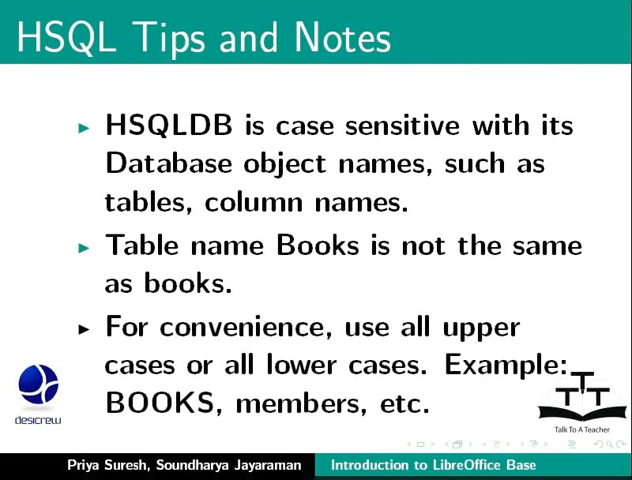 HSQL Tips and Notes
HSQLDB is case sensitive with its
Database object names, such as
tables, column names.
Table name Books is not the same
as books.
For convenience, use all upper
cases or all lower cases. Example:
BOOKS, members, etc.
desicrew
TTT
Talk To A Teacher
Priya Suresh, Soundharya Jayaraman
Introduction to LibreOffice Base